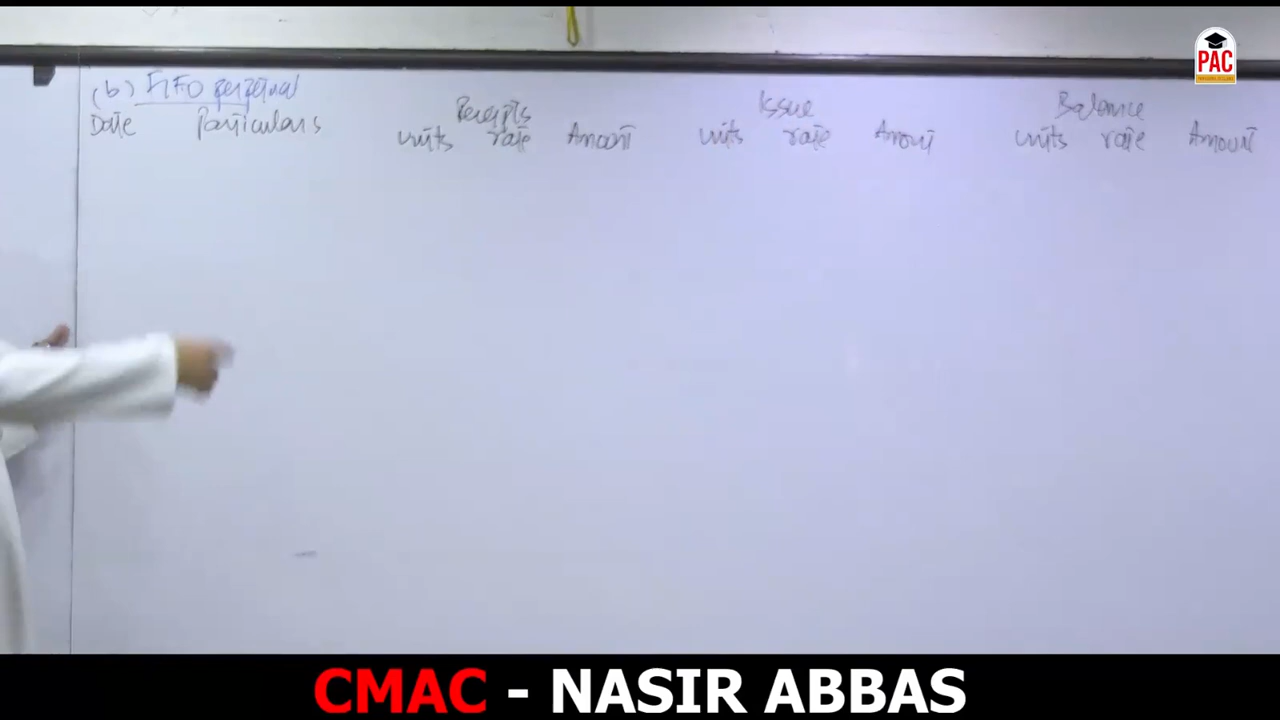 PAC
(b) FIFO perpetual
Receipts Issue Balance
Date Particulars units rate Amount units rate Amount units rate Amount
CMAC - NASIR ABBAS